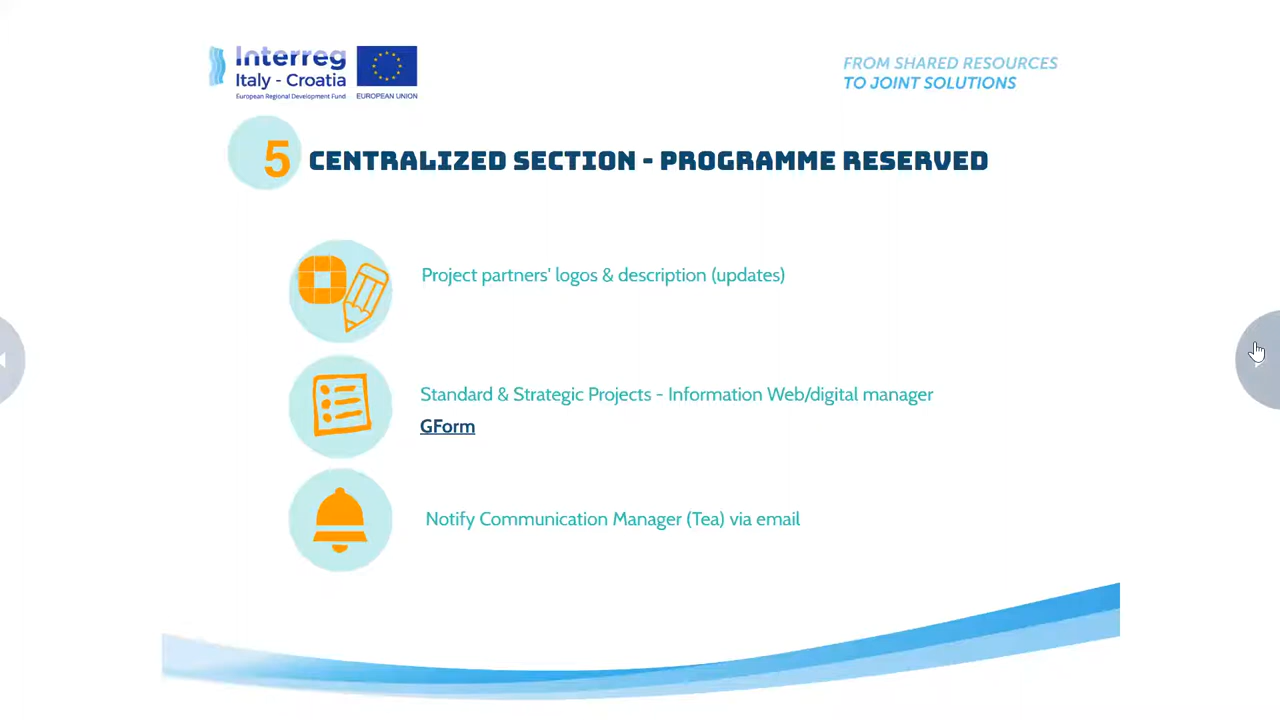 Interreg
Italy - Croatia
European Regional Development Fund
EUROPEAN UNION
FROM SHARED RESOURCES
TO JOINT SOLUTIONS
5
CENTRALIZED SECTION - PROGRAMME RESERVED
Project partners' logos & description (updates)
Standard & Strategic Projects - Information Web/digital manager
GForm
Notify Communication Manager (Tea) via email